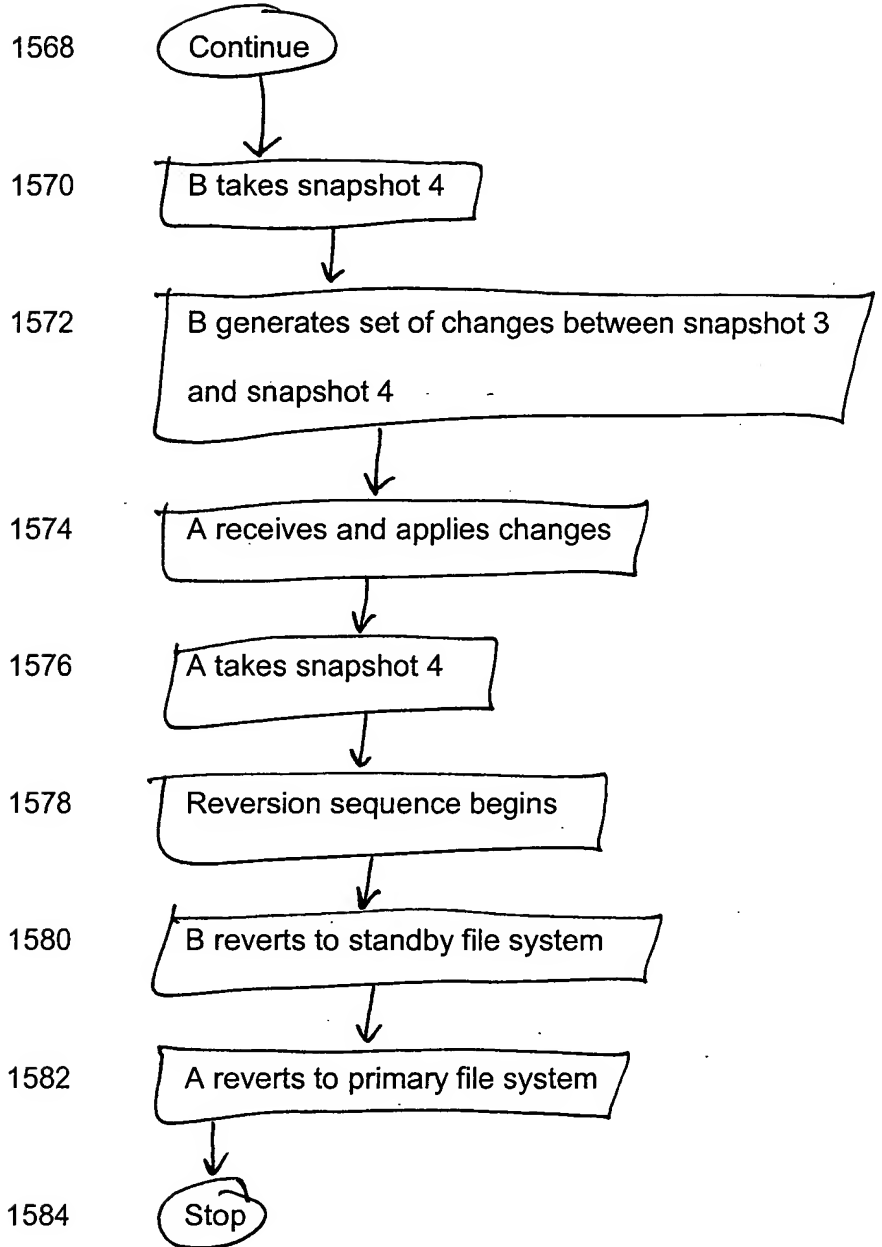 1568 Continue
1570 B takes snapshot 4
1572 B generates set of changes between snapshot 3
and snapshot 4
1574 A receives and applies changes
1576 A takes snapshot 4
1578 Reversion sequence begins
1580 B reverts to standby file system
1582 A reverts to primary file system
1584 Stop